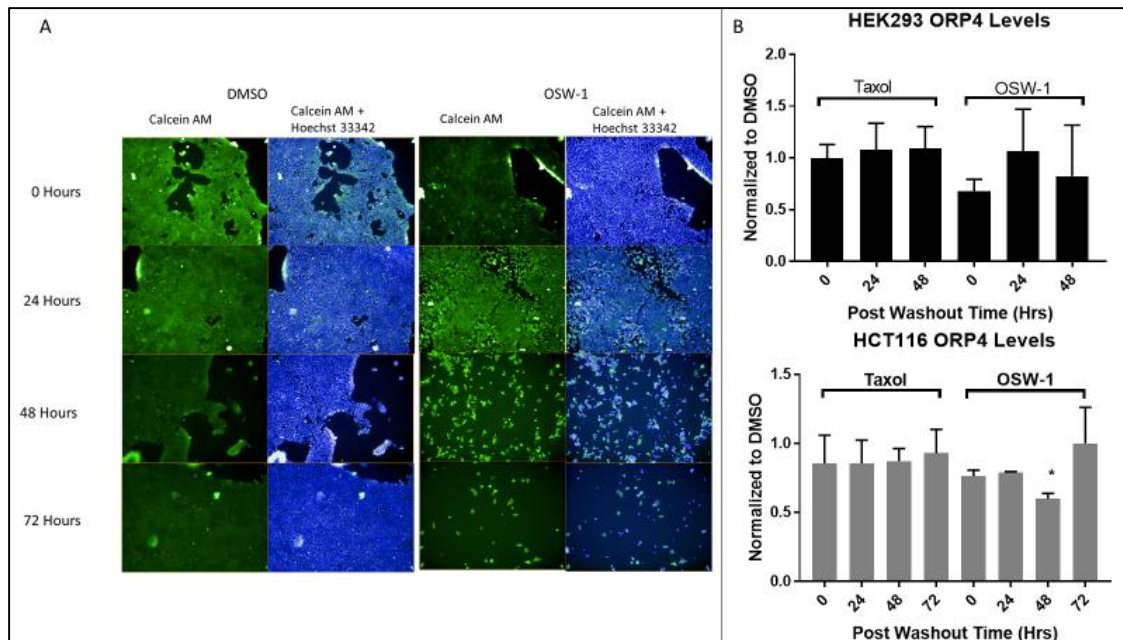 A
DMSO
OSW-1
Calcein AM
Calcein AM +
Hoechst 33342
Calcein AM
Calcein AM +
Hoechst 33342
0 Hours
24 Hours
48 Hours
72 Hours
B
HEK293 ORP4 Levels
Normalized to DMSO
2.0
1.5
1.0
0.5
0.0
Taxol
OSW-1
0
24
48
0
24
48
Post Washout Time (Hrs)
HCT116 ORP4 Levels
Normalized to DMSO
1.5
1.0
0.5
0.0
Taxol
OSW-1
*
0
24
48
72
0
24
48
72
Post Washout Time (Hrs)